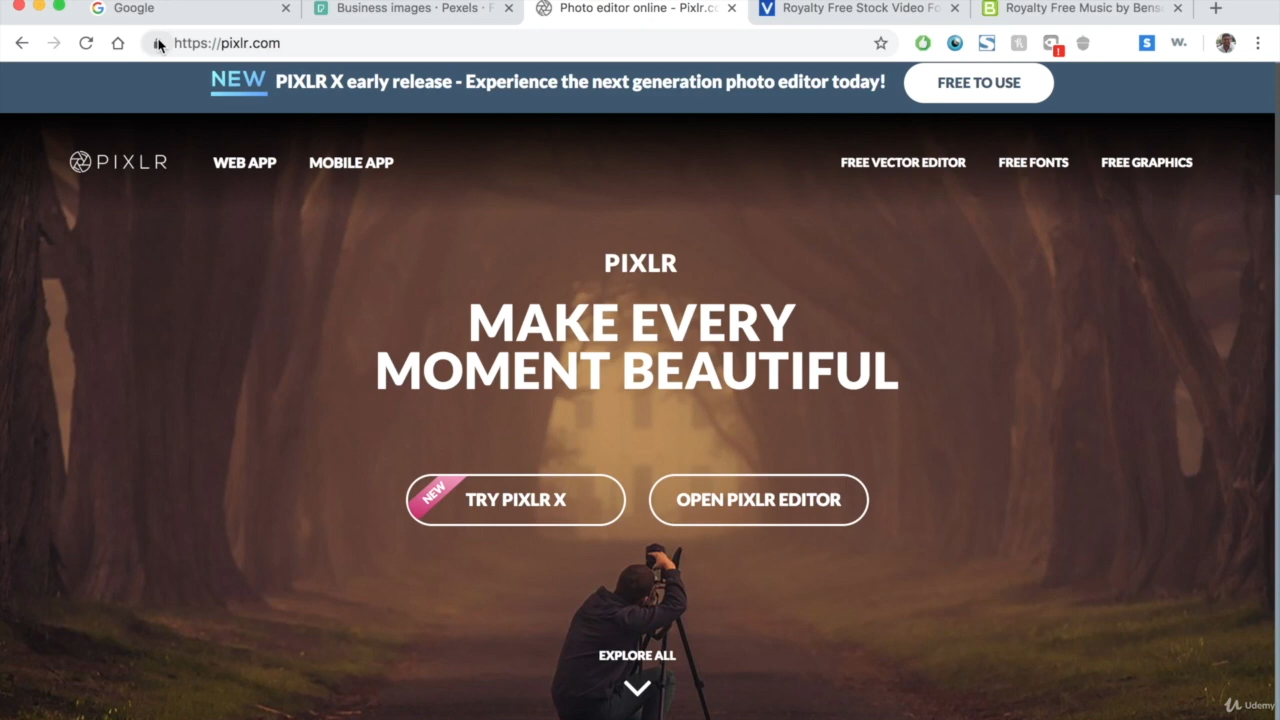 Google
Business images · Pexels · F
Photo editor online - Pixlr.c
Royalty Free Stock Video Fo
Royalty Free Music by Bens
https://pixlr.com
NEW PIXLR X early release - Experience the next generation photo editor today! FREE TO USE
PIXLR WEB APP MOBILE APP FREE VECTOR EDITOR FREE FONTS FREE GRAPHICS
PIXLR
MAKE EVERY
MOMENT BEAUTIFUL
NEW TRY PIXLR X OPEN PIXLR EDITOR
EXPLORE ALL
Udemy